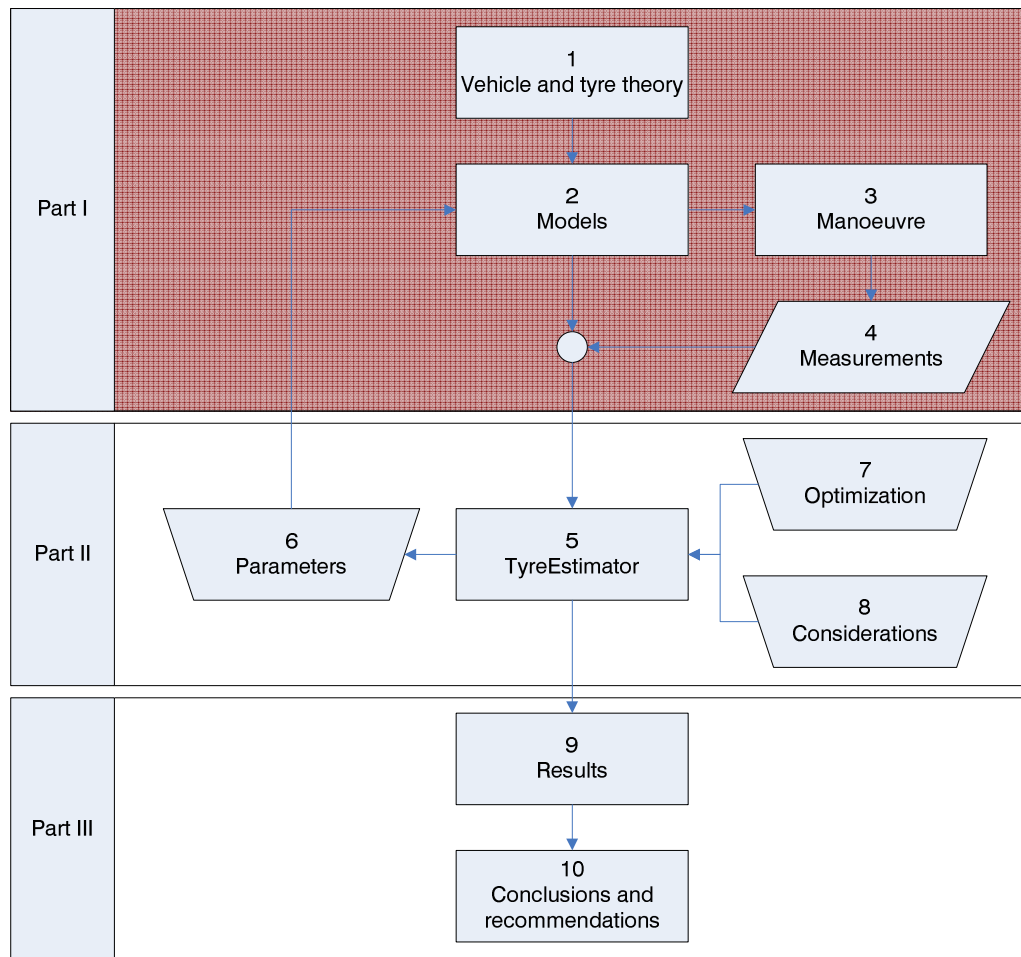 Part I
1
Vehicle and tyre theory
2
Models
3
Manoeuvre
4
Measurements
Part II
7
Optimization
6
Parameters
5
TyreEstimator
8
Considerations
Part III
9
Results
10
Conclusions and
recommendations